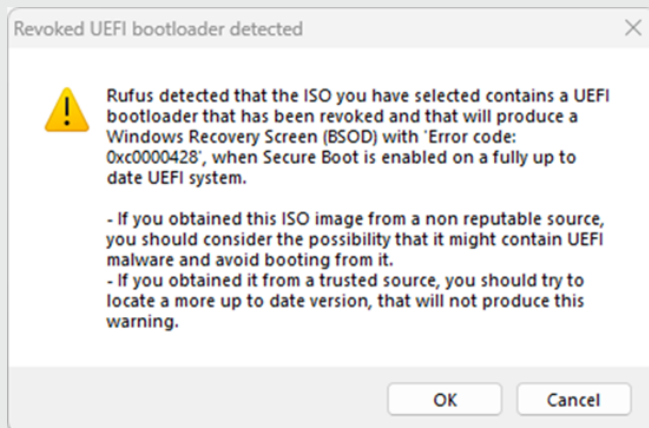 Revoked UEFI bootloader detected
Rufus detected that the ISO you have selected contains a UEFI
bootloader that has been revoked and that will produce a
Windows Recovery Screen (BSOD) with 'Error code:
0xc0000428', when Secure Boot is enabled on a fully up to
date UEFI system.
- If you obtained this ISO image from a non reputable source,
you should consider the possibility that it might contain UEFI
malware and avoid booting from it.
- If you obtained it from a trusted source, you should try to
locate a more up to date version, that will not produce this
warning.
OK Cancel